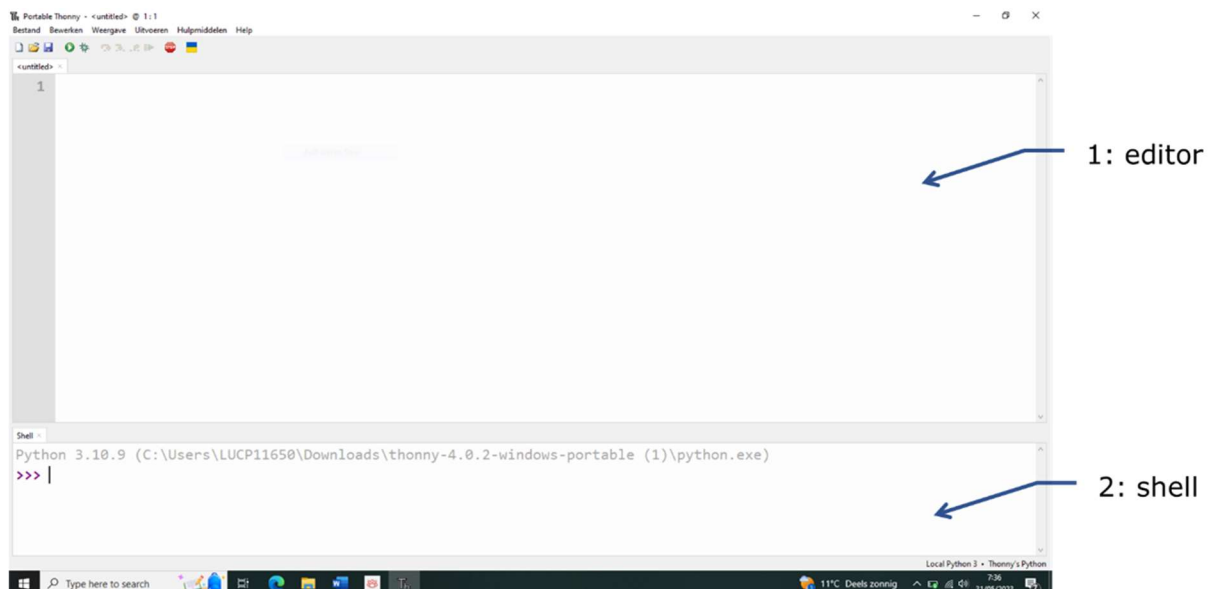 Portable Thonny - <untitled> @ 1:1
Bestand Bewerken Weergave Uitvoeren Hulpmiddelen Help
STOP
<untitled> ×
1
1: editor
Shell ×
Python 3.10.9 (C:\Users\LUCP11650\Downloads\thonny-4.0.2-windows-portable (1)\python.exe)
>>>
2: shell
Local Python 3 • Thonny's Python
Type here to search
11°C Deels zonnig
7:36